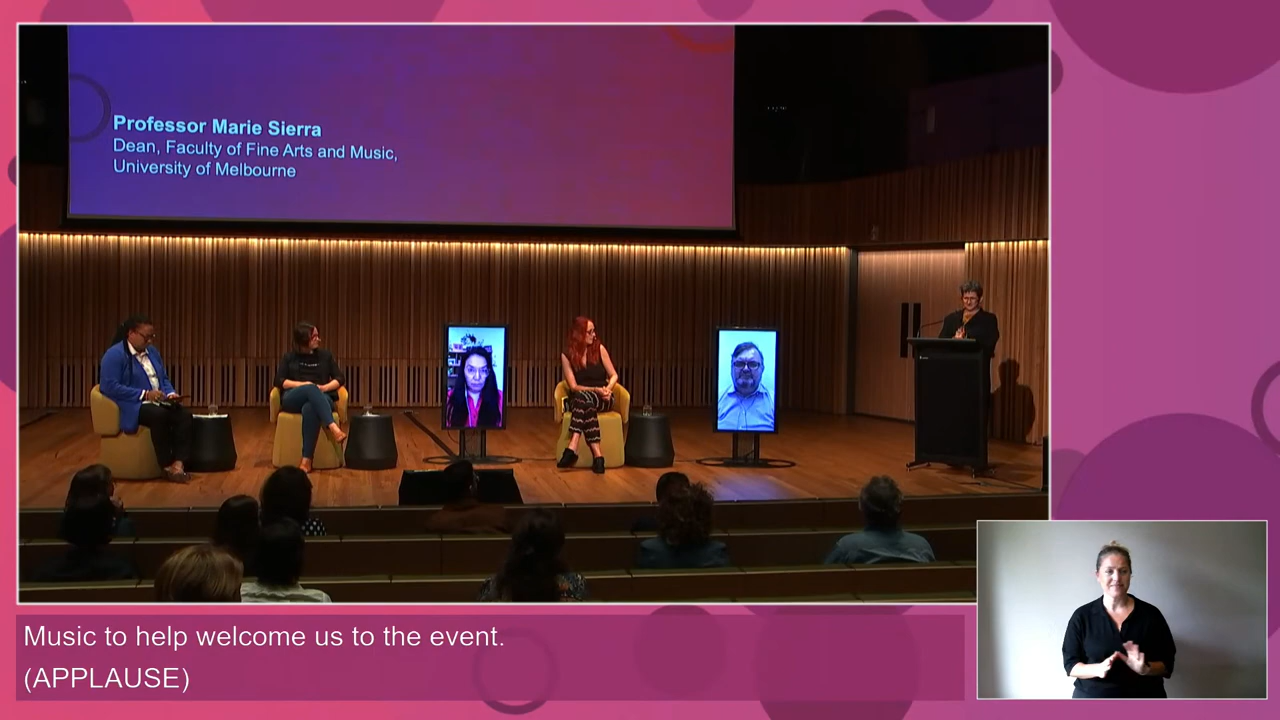 Professor Marie Sierra
Dean, Faculty of Fine Arts and Music,
University of Melbourne
Music to help welcome us to the event.
(APPLAUSE)